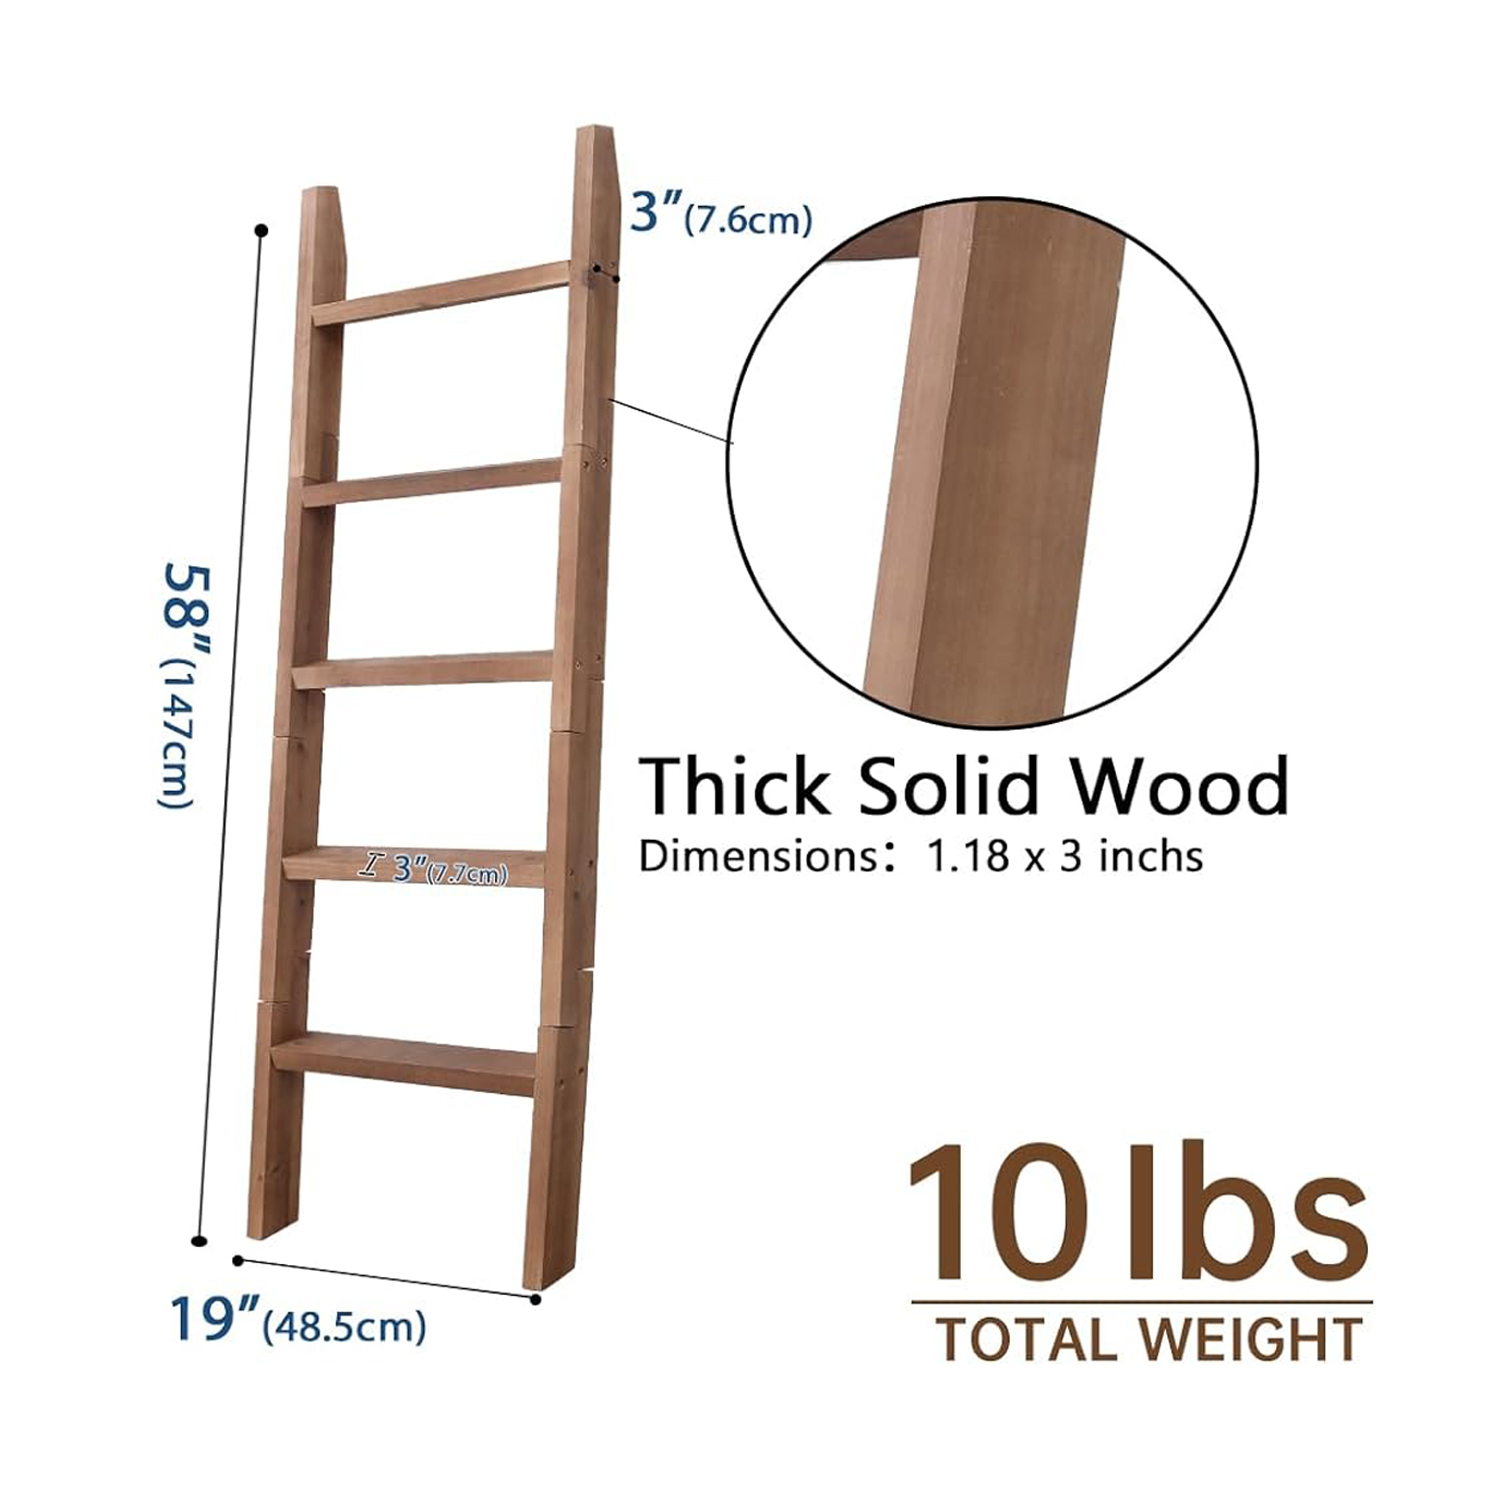 3″(7.6cm)
58″(147cm)
Thick Solid Wood
Dimensions：1.18 x 3 inchs
3″(7.7cm)
10 lbs
TOTAL WEIGHT
19″(48.5cm)